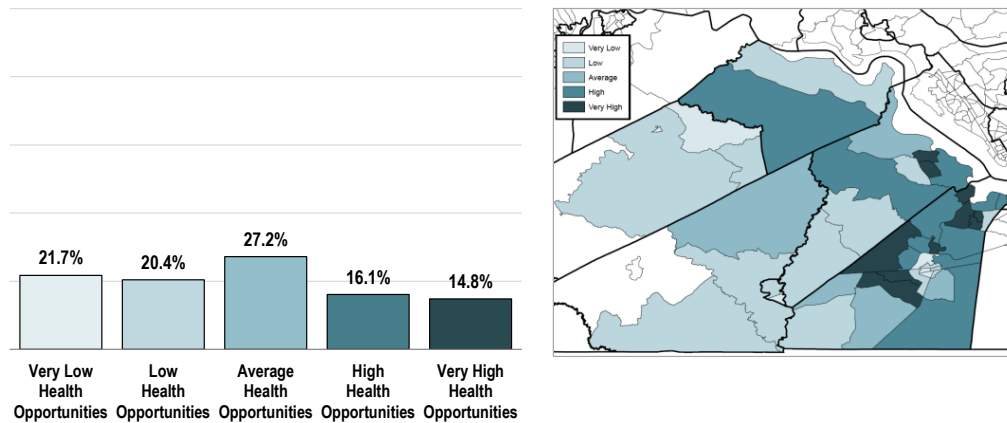 21.7%
20.4%
27.2%
16.1%
14.8%
Very Low
Health
Opportunities
Low
Health
Opportunities
Average
Health
Opportunities
High
Health
Opportunities
Very High
Health
Opportunities
Very Low
Low
Average
High
Very High